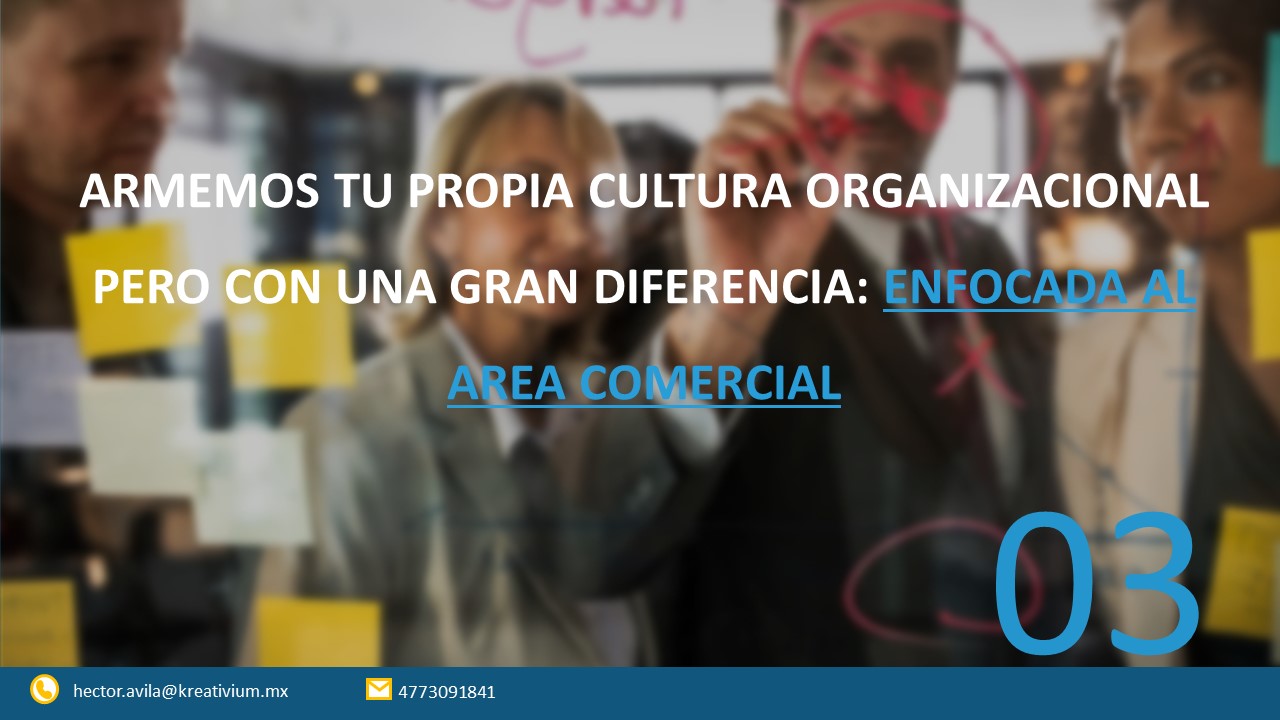 ARMEMOS TU PROPIA CULTURA ORGANIZACIONAL
PERO CON UNA GRAN DIFERENCIA: ENFOCADA AL
AREA COMERCIAL
03
hector.avila@kreativium.mx
4773091841